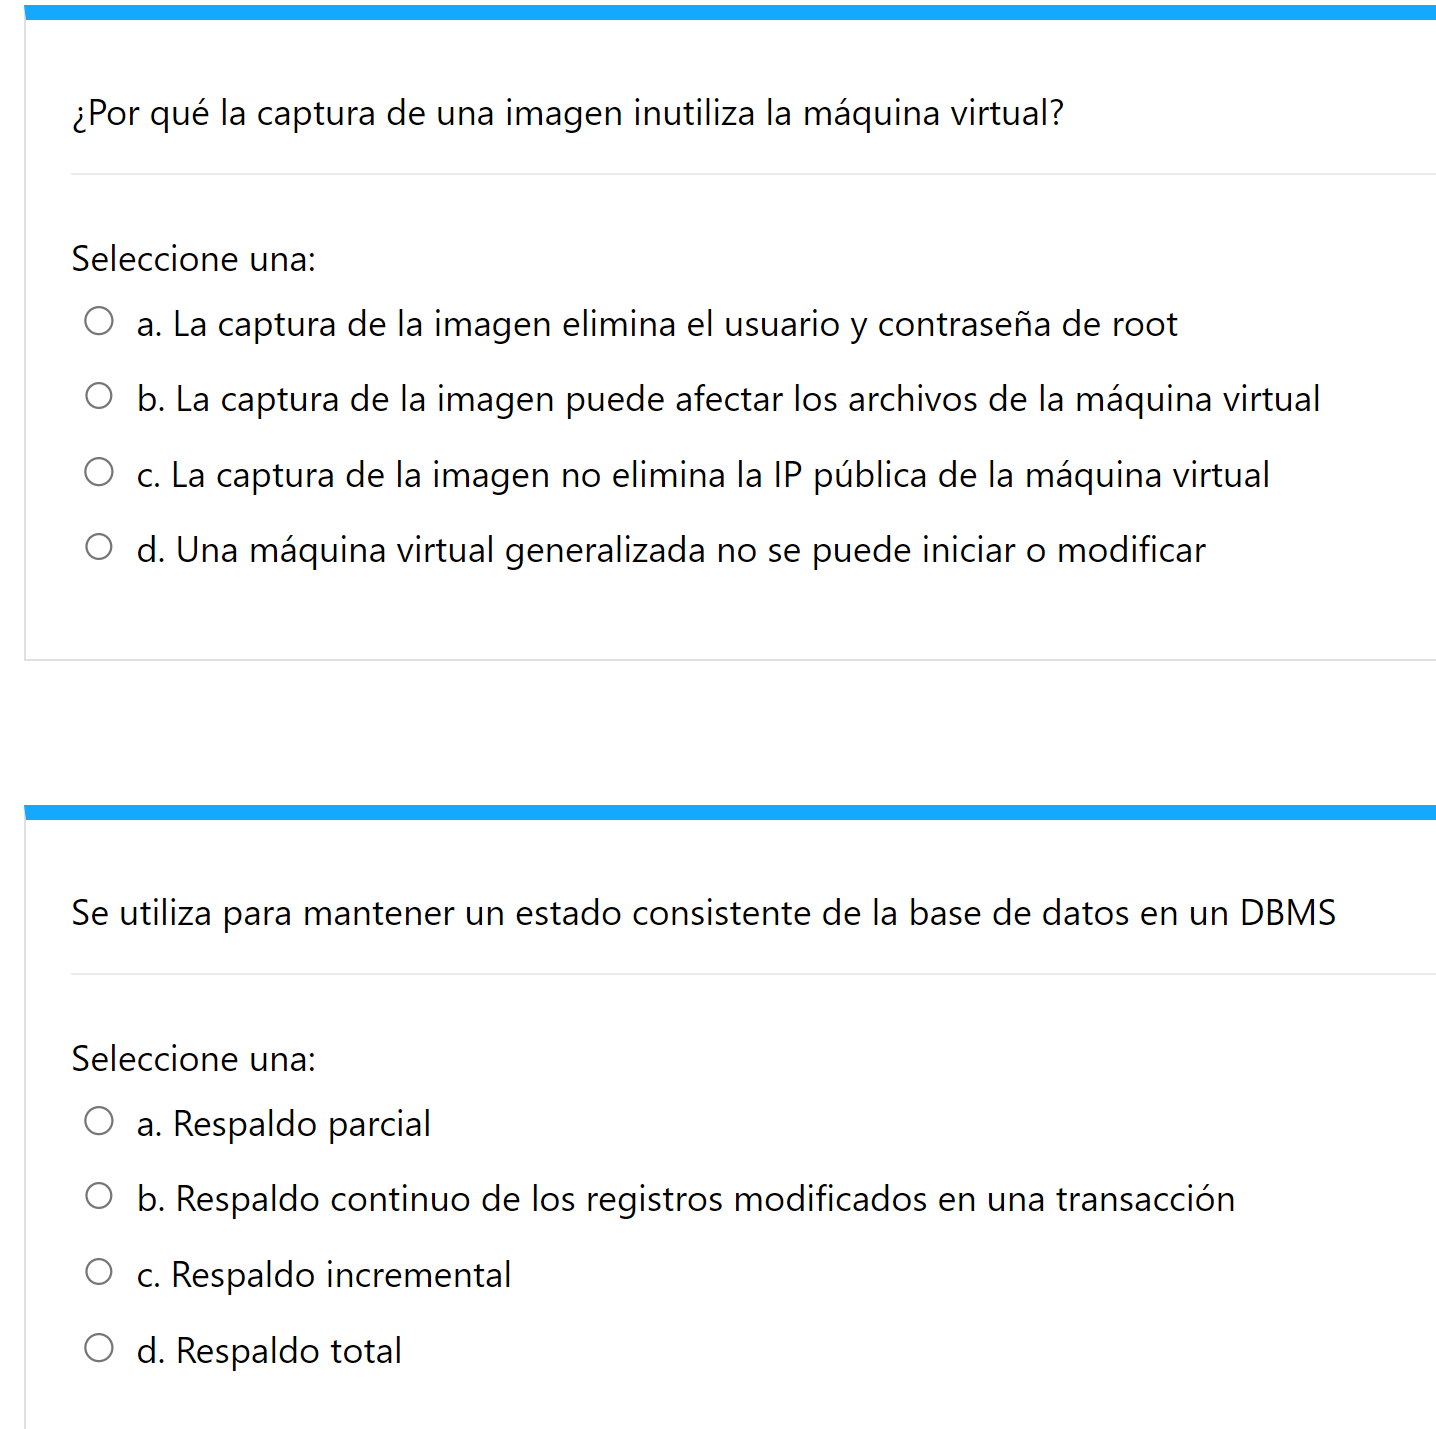 ¿Por qué la captura de una imagen inutiliza la máquina virtual?
Seleccione una:
a. La captura de la imagen elimina el usuario y contraseña de root
b. La captura de la imagen puede afectar los archivos de la máquina virtual
c. La captura de la imagen no elimina la IP pública de la máquina virtual
d. Una máquina virtual generalizada no se puede iniciar o modificar
Se utiliza para mantener un estado consistente de la base de datos en un DBMS
Seleccione una:
a. Respaldo parcial
b. Respaldo continuo de los registros modificados en una transacción
c. Respaldo incremental
d. Respaldo total